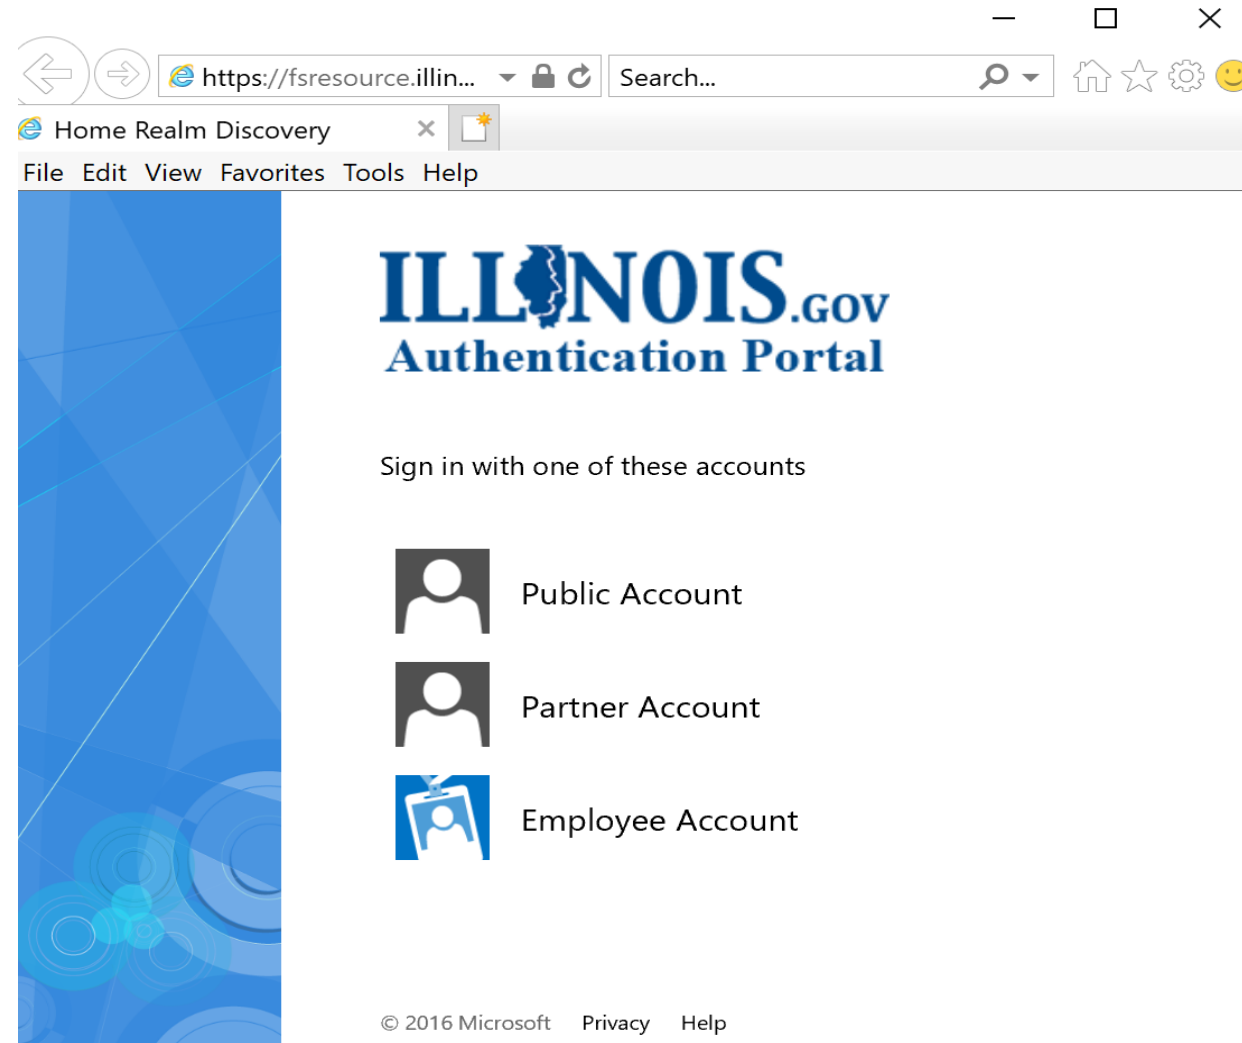 https://fsresource.illin... Search...
Home Realm Discovery
File Edit View Favorites Tools Help
ILLINOIS.GOV
Authentication Portal
Sign in with one of these accounts
Public Account
Partner Account
Employee Account
© 2016 Microsoft Privacy Help